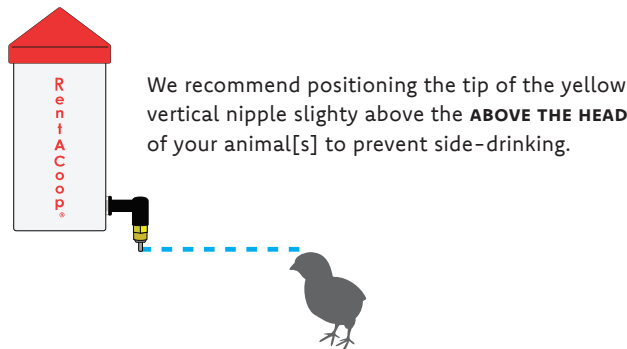 RentACoop®
We recommend positioning the tip of the yellow
vertical nipple slighty above the ABOVE THE HEAD
of your animal[s] to prevent side-drinking.